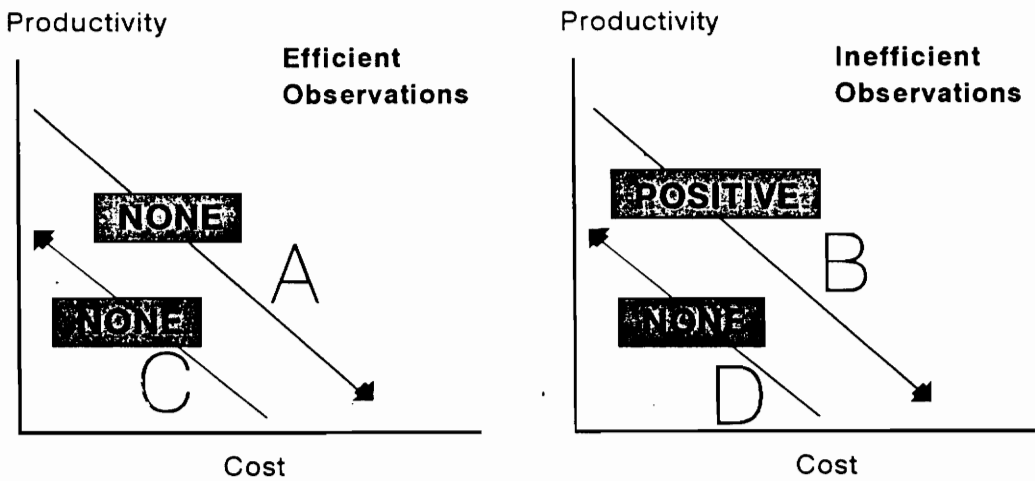 Productivity
Efficient
Observations
NONE
A
NONE
C
Cost
Productivity
Inefficient
Observations
POSITIVE
B
NONE
D
Cost